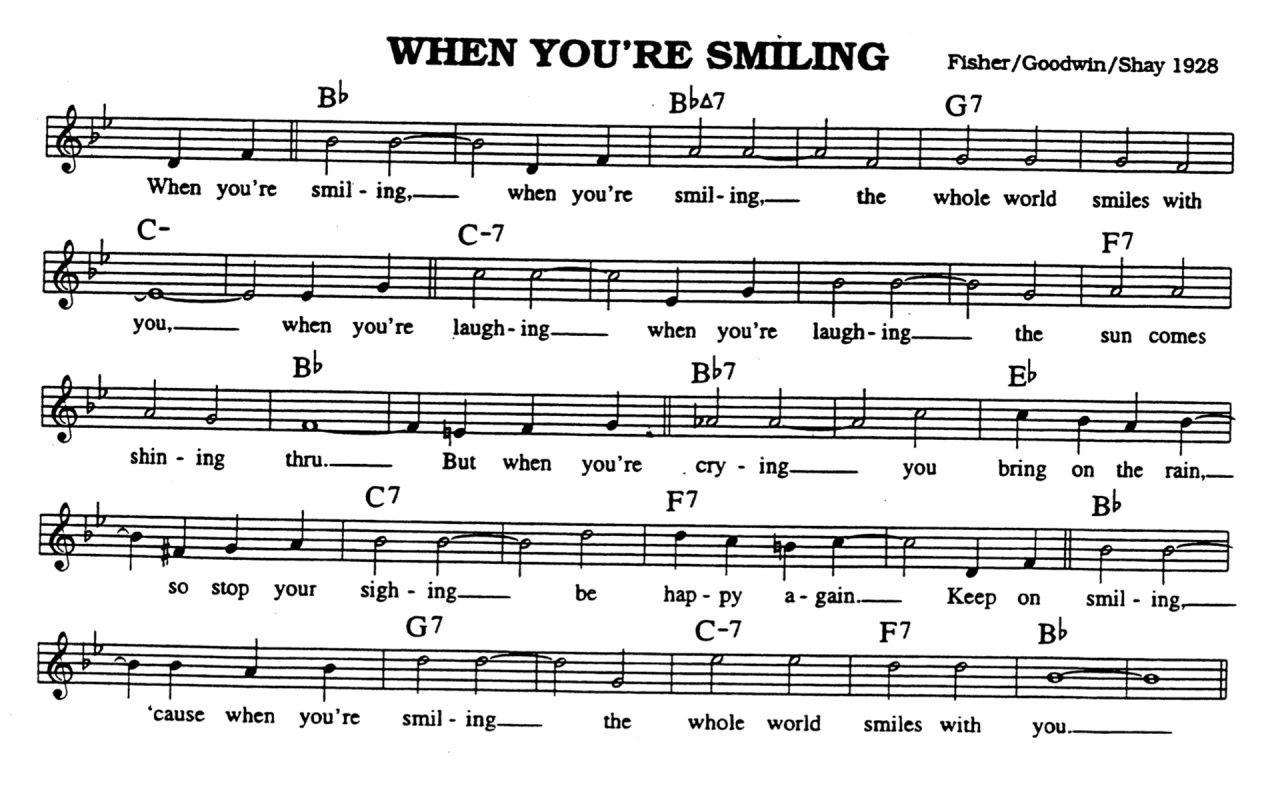 WHEN YOU'RE SMILING
Fisher/Goodwin/Shay 1928
B♭ B♭Δ7 G7
When you're smil - ing, when you're smil - ing, the whole world smiles with
C- C-7 F7
you, when you're laugh - ing when you're laugh - ing the sun comes
B♭ B♭7 E♭
shin - ing thru. But when you're cry - ing you bring on the rain,
C7 F7 B♭
so stop your sigh - ing be hap - py a - gain. Keep on smil - ing,
G7 C-7 F7 B♭
'cause when you're smil - ing the whole world smiles with you.